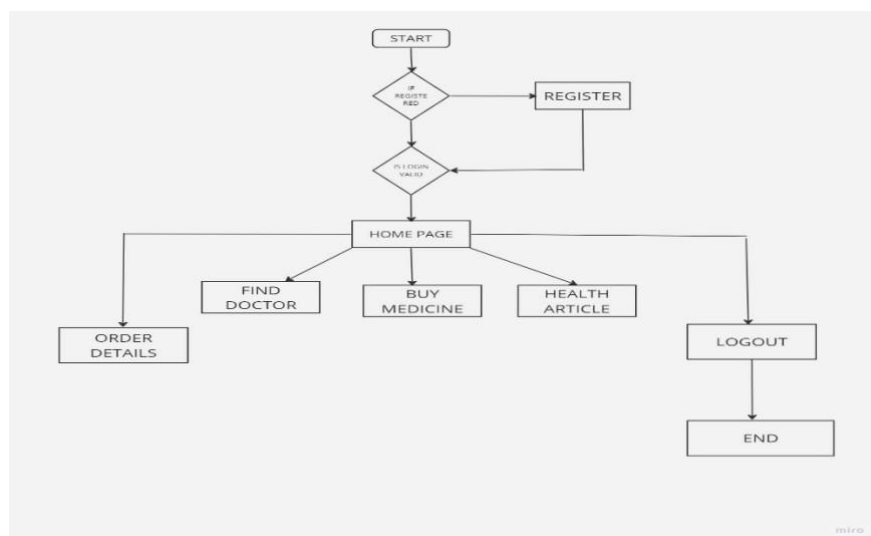 START
IF
REGISTE
RED
REGISTER
IS LOGIN
VALID
HOME PAGE
FIND
DOCTOR
BUY
MEDICINE
HEALTH
ARTICLE
ORDER
DETAILS
LOGOUT
END
miro